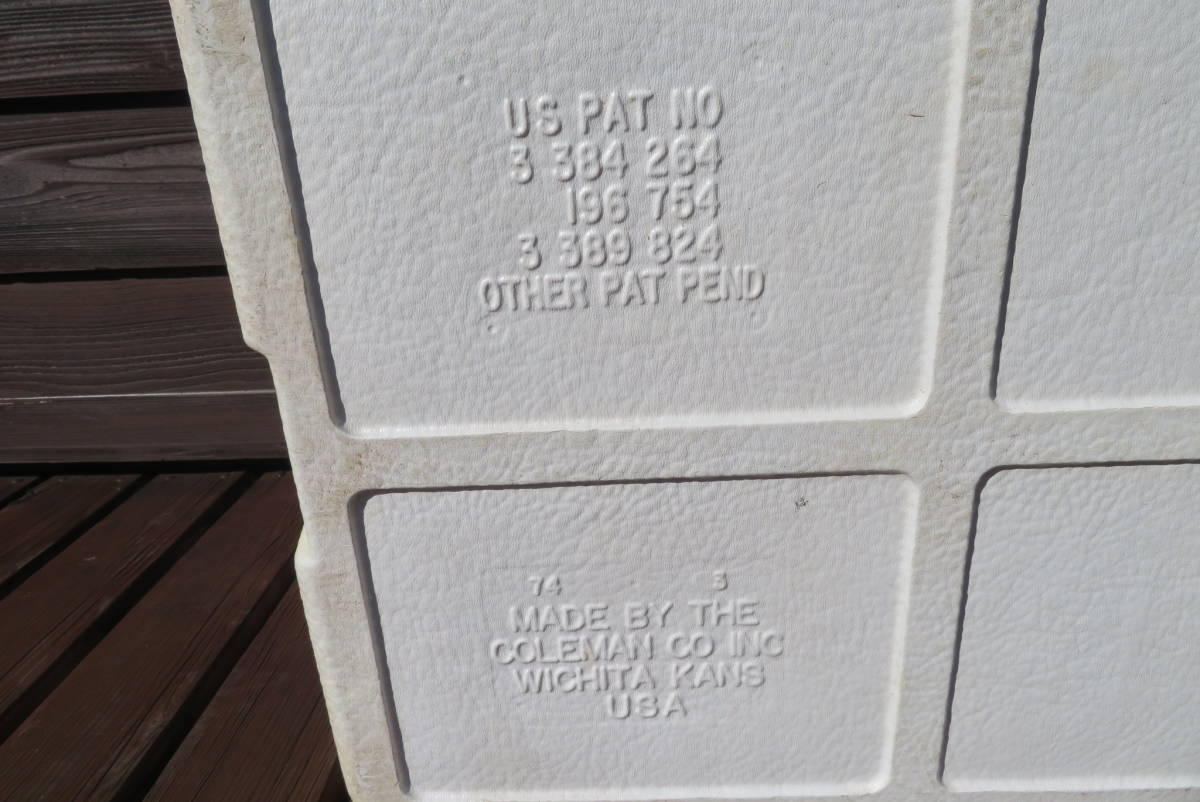 US PAT NO
3 384 264
196 754
3 389 824
OTHER PAT PEND
74 3
MADE BY THE
COLEMAN CO INC
WICHITA KANS
USA